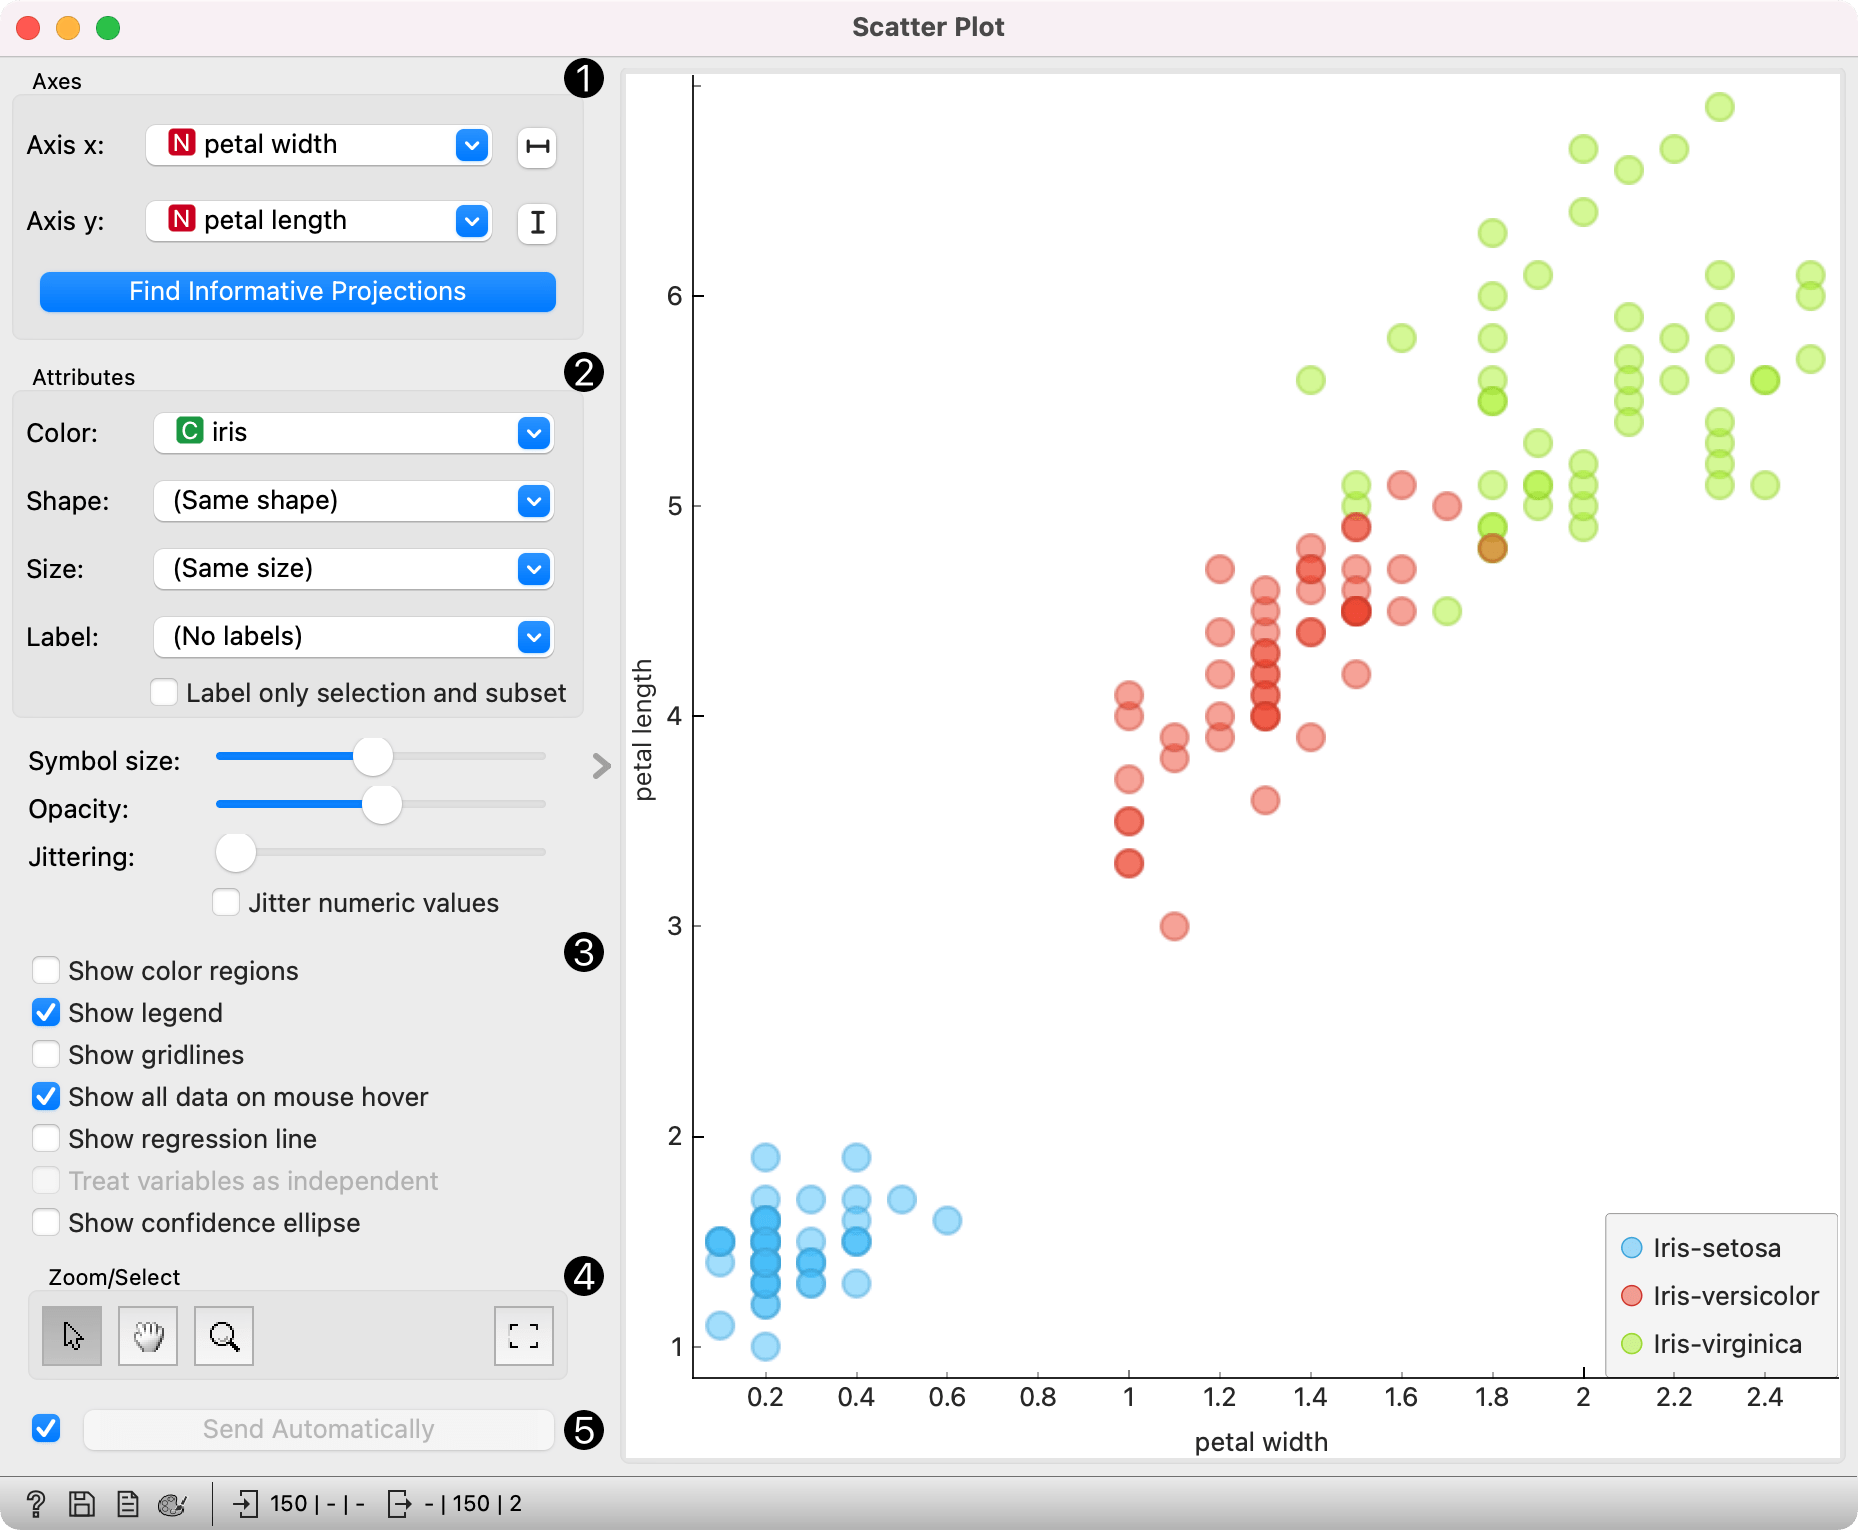 Scatter Plot
Axes
1
Axis x:
N petal width
Axis y:
N petal length
Find Informative Projections
Attributes
2
Color:
C iris
Shape:
(Same shape)
Size:
(Same size)
Label:
(No labels)
Label only selection and subset
Symbol size:
Opacity:
Jittering:
Jitter numeric values
3
Show color regions
Show legend
Show gridlines
Show all data on mouse hover
Show regression line
Treat variables as independent
Show confidence ellipse
Zoom/Select
4
Send Automatically
5
? 150 | - | - - | 150 | 2
petal length
6
5
4
3
2
1
0.2 0.4 0.6 0.8 1 1.2 1.4 1.6 1.8 2 2.2 2.4
petal width
Iris-setosa
Iris-versicolor
Iris-virginica